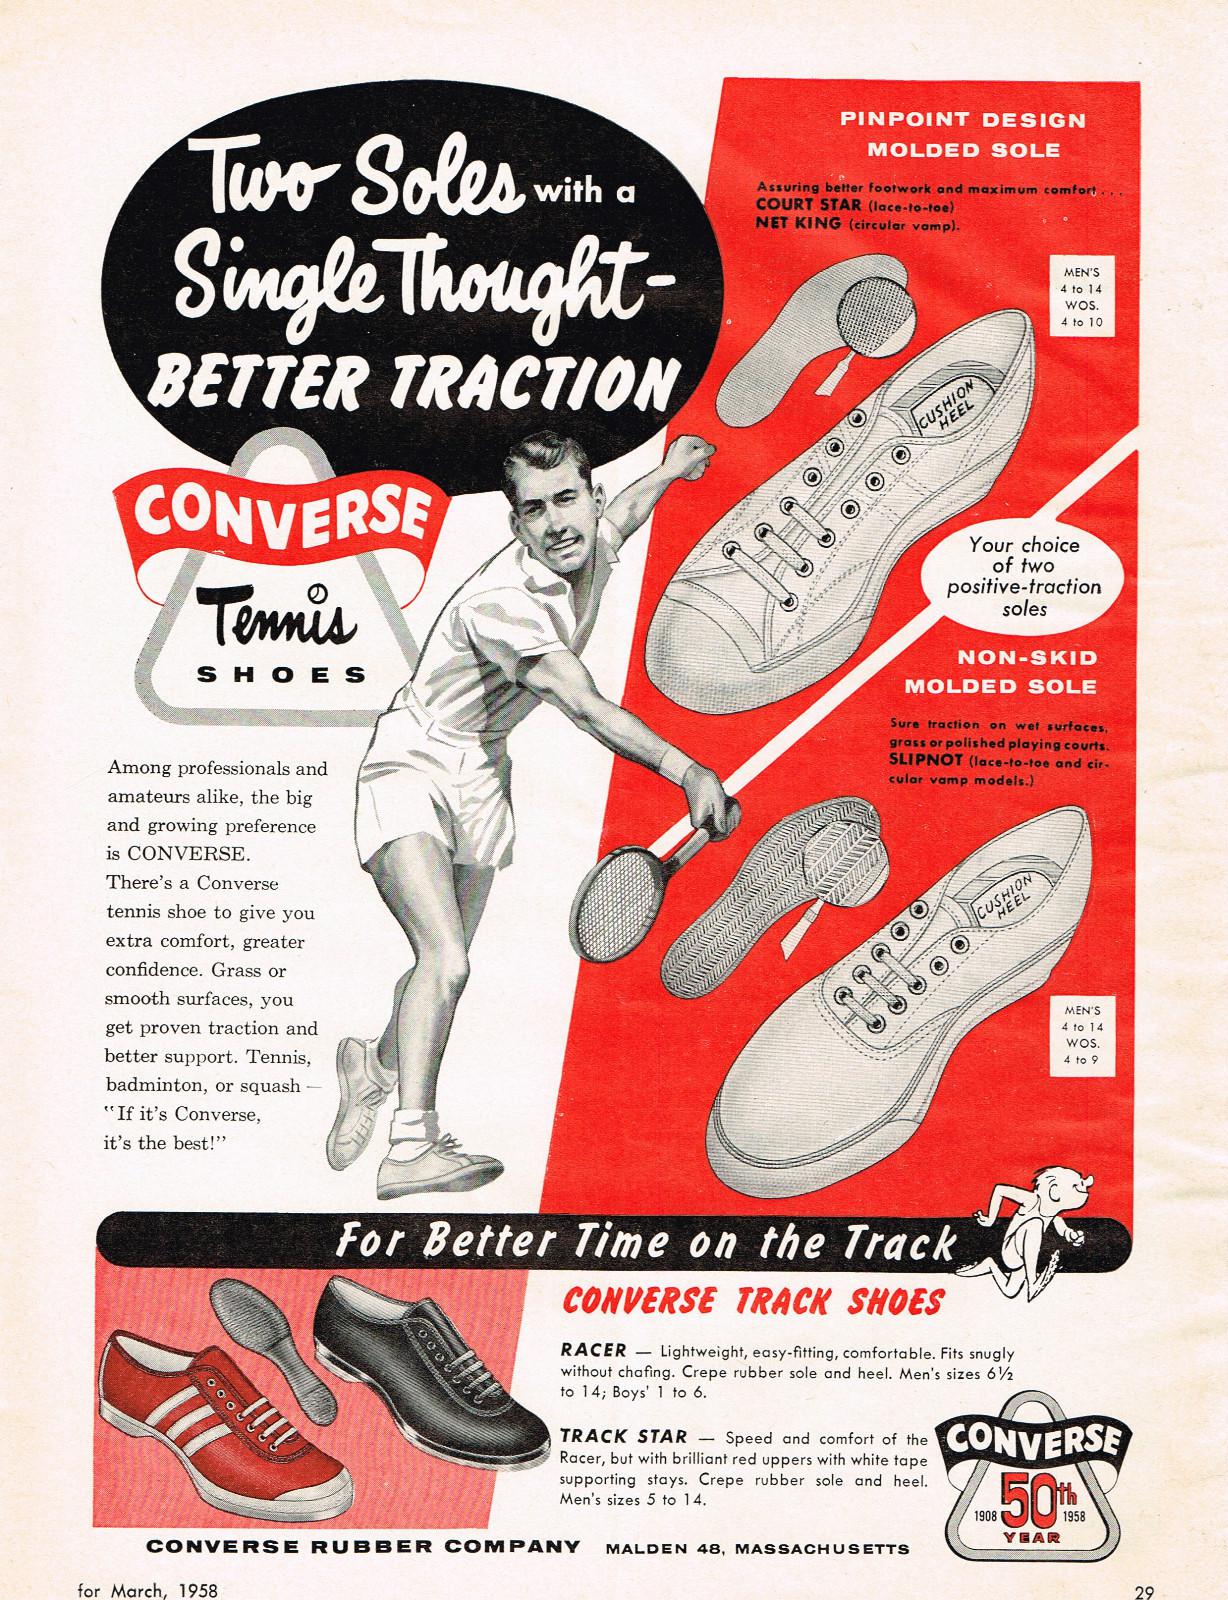 Two Soles with a
Single Thought-
BETTER TRACTION
CONVERSE
Tennis
SHOES
Among professionals and
amateurs alike, the big
and growing preference
is CONVERSE.
There's a Converse
tennis shoe to give you
extra comfort, greater
confidence. Grass or
smooth surfaces, you
get proven traction and
better support. Tennis,
badminton, or squash —
"If it's Converse,
it's the best!"
PINPOINT DESIGN
MOLDED SOLE
Assuring better footwork and maximum comfort . . .
COURT STAR (lace-to-toe)
NET KING (circular vamp).
MEN'S
4 to 14
WOS.
4 to 10
CUSHION
HEEL
Your choice
of two
positive-traction
soles
NON-SKID
MOLDED SOLE
Sure traction on wet surfaces,
grass or polished playing courts.
SLIPNOT (lace-to-toe and cir-
cular vamp models.)
CUSHION
HEEL
MEN'S
4 to 14
WOS.
4 to 9
For Better Time on the Track
CONVERSE TRACK SHOES
RACER — Lightweight, easy-fitting, comfortable. Fits snugly
without chafing. Crepe rubber sole and heel. Men's sizes 6½
to 14; Boys' 1 to 6.
TRACK STAR — Speed and comfort of the
Racer, but with brilliant red uppers with white tape
supporting stays. Crepe rubber sole and heel.
Men's sizes 5 to 14.
CONVERSE
50th
1908 1958
YEAR
CONVERSE RUBBER COMPANY MALDEN 48, MASSACHUSETTS
for March, 1958
29